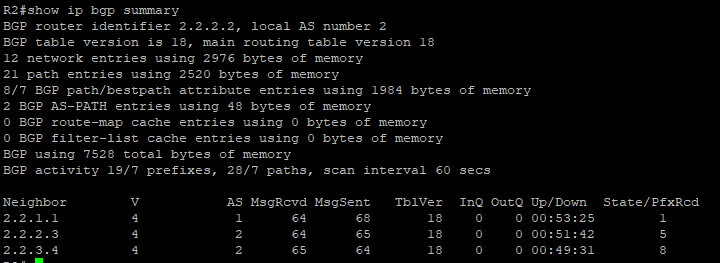 R2#show ip bgp summary
BGP router identifier 2.2.2.2, local AS number 2
BGP table version is 18, main routing table version 18
12 network entries using 2976 bytes of memory
21 path entries using 2520 bytes of memory
8/7 BGP path/bestpath attribute entries using 1984 bytes of memory
2 BGP AS-PATH entries using 48 bytes of memory
0 BGP route-map cache entries using 0 bytes of memory
0 BGP filter-list cache entries using 0 bytes of memory
BGP using 7528 total bytes of memory
BGP activity 19/7 prefixes, 28/7 paths, scan interval 60 secs
Neighbor V AS MsgRcvd MsgSent TblVer InQ OutQ Up/Down State/PfxRcd
2.2.1.1 4 1 64 68 18 0 0 00:53:25 1
2.2.2.3 4 2 64 65 18 0 0 00:51:42 5
2.2.3.4 4 2 65 64 18 0 0 00:49:31 8
R2#